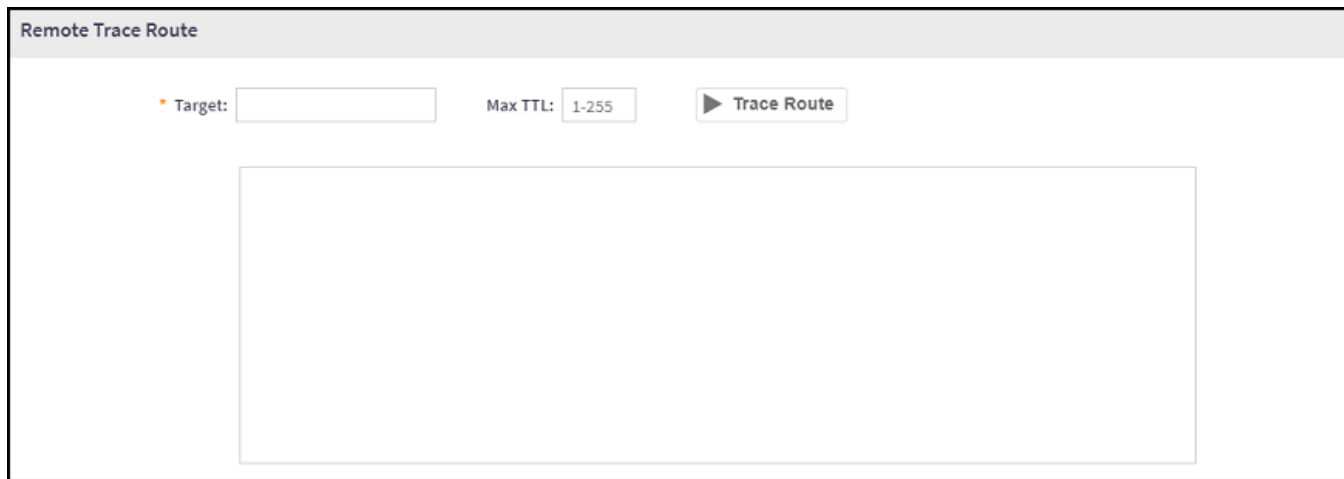 Remote Trace Route
* Target:
Max TTL: 1-255
Trace Route